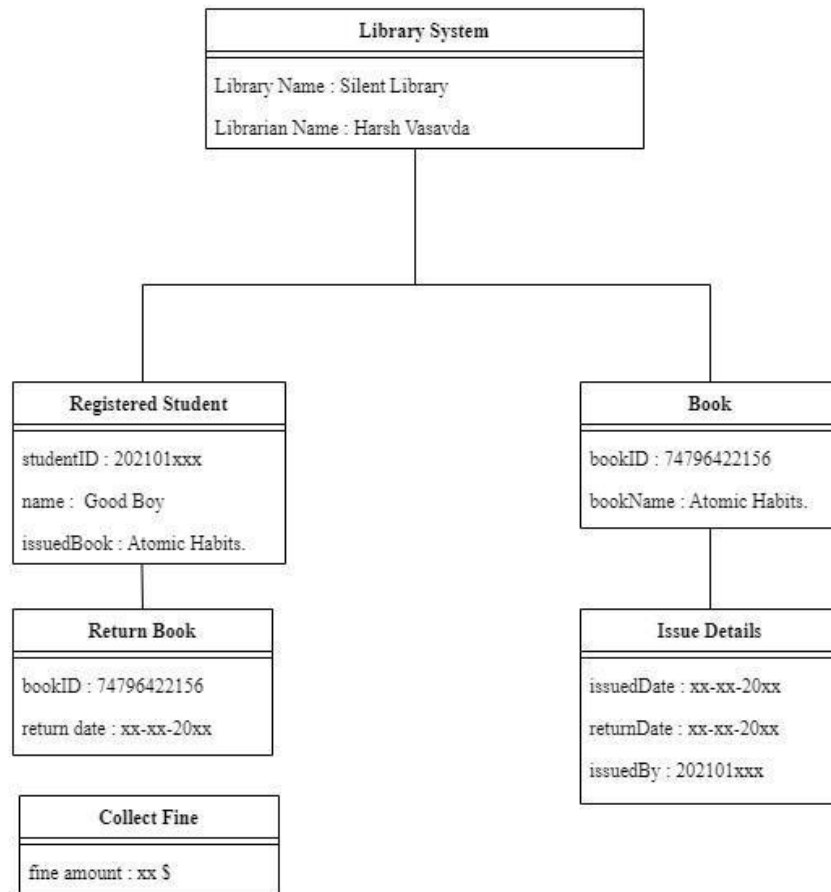 Library System
Library Name : Silent Library
Librarian Name : Harsh Vasavda
Registered Student
studentID : 202101xxx
name : Good Boy
issuedBook : Atomic Habits.
Book
bookID : 74796422156
bookName : Atomic Habits.
Return Book
bookID : 74796422156
return date : xx-xx-20xx
Issue Details
issuedDate : xx-xx-20xx
returnDate : xx-xx-20xx
issuedBy : 202101xxx
Collect Fine
fine amount : xx $